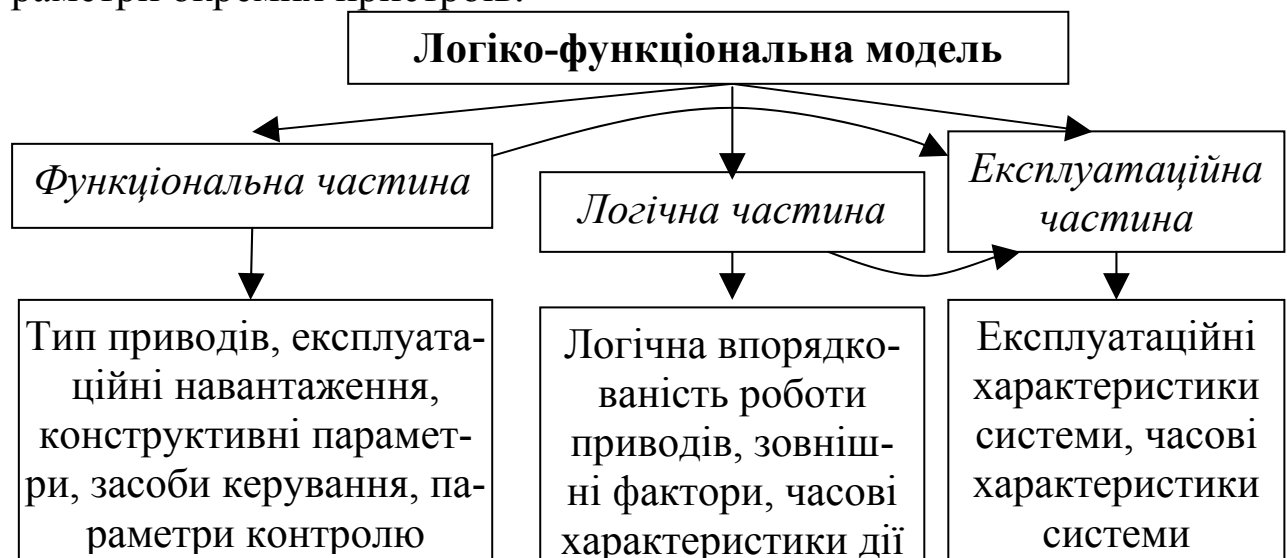 раметри окремих пристроїв.
Логіко-функціональна модель
Функціональна частина
Логічна частина
Експлуатаційна
частина
Тип приводів, експлуата-
ційні навантаження,
конструктивні парамет-
ри, засоби керування, па-
раметри контролю
Логічна впорядко-
ваність роботи
приводів, зовніш-
ні фактори, часові
характеристики дії
Експлуатаційні
характеристики
системи, часові
характеристики
системи